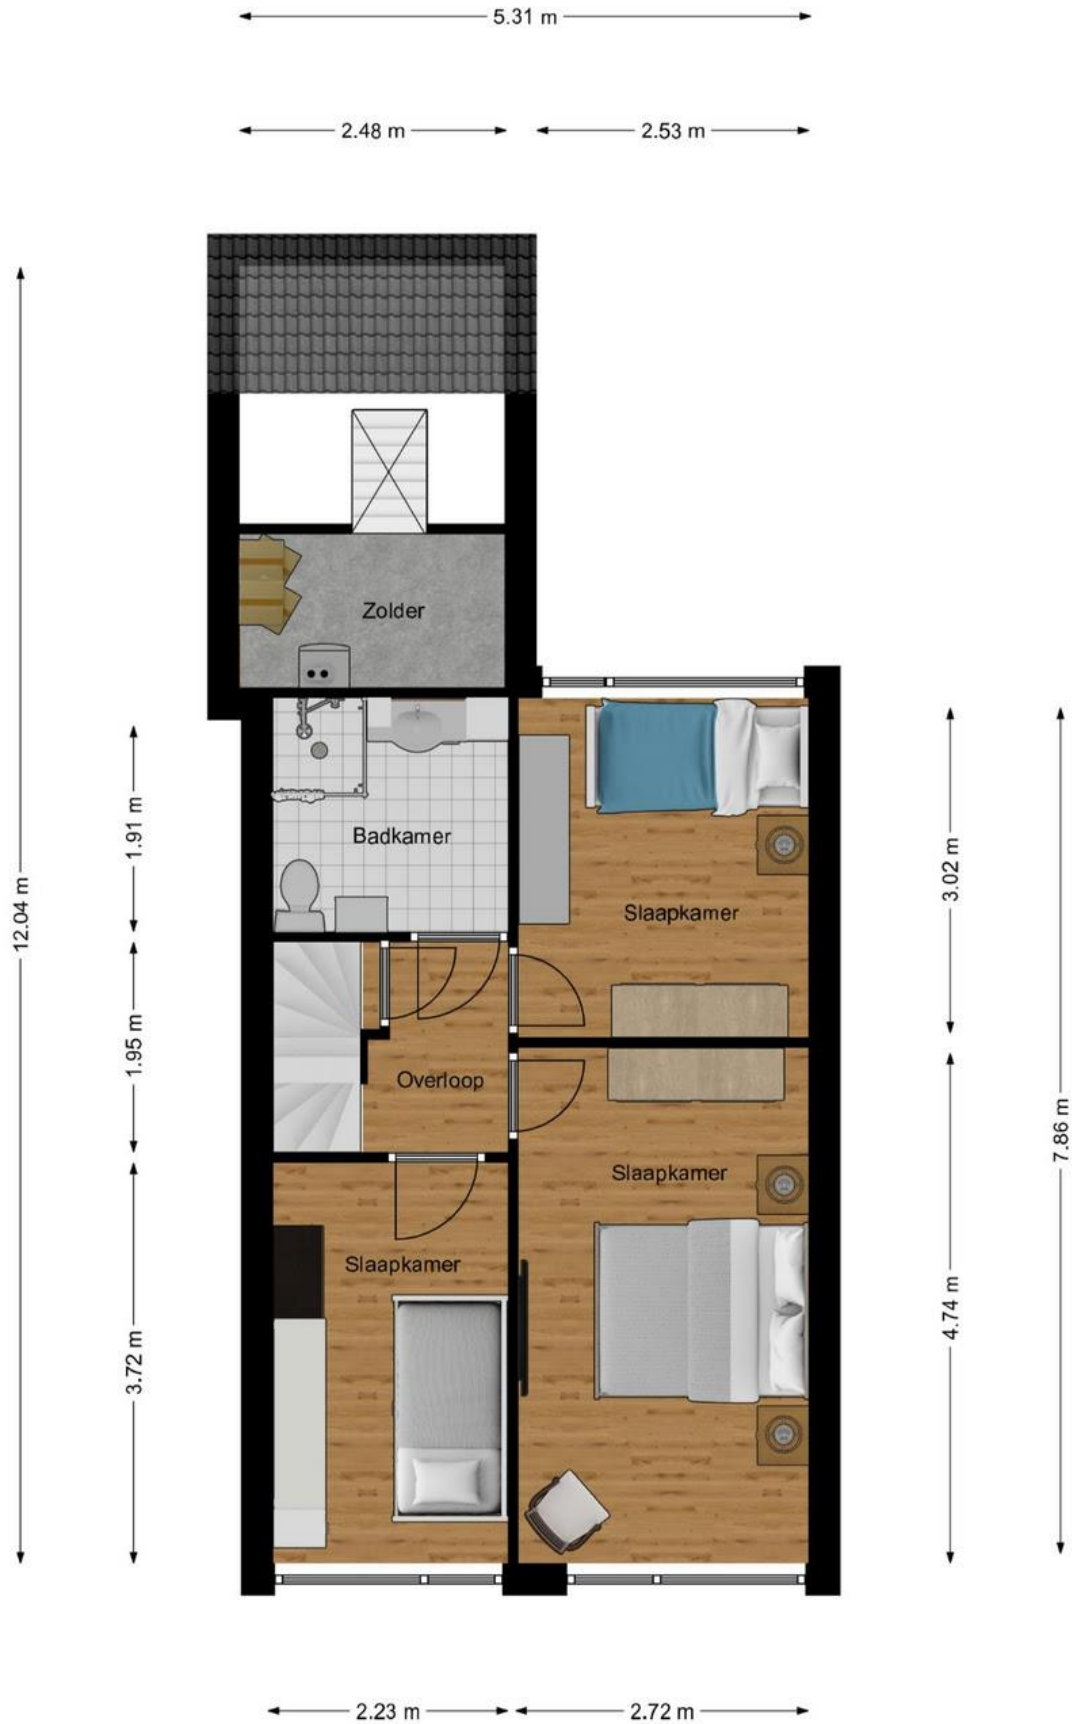 5.31 m
2.48 m
2.53 m
Zolder
Badkamer
1.91 m
3.02 m
12.04 m
Slaapkamer
1.95 m
Overloop
7.86 m
Slaapkamer
Slaapkamer
4.74 m
3.72 m
2.23 m
2.72 m